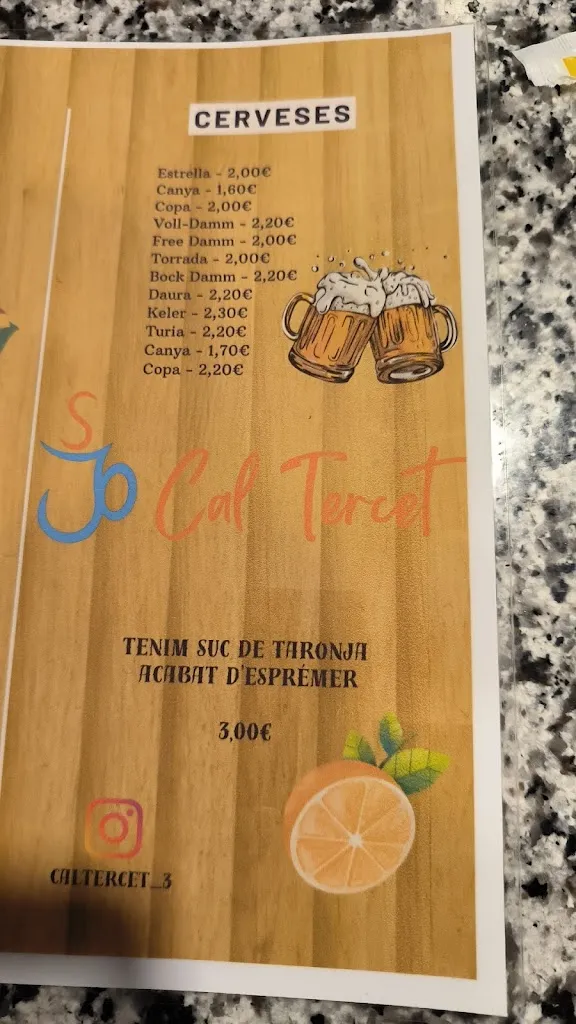 CERVESES
Estrella - 2,00€
Canya - 1,60€
Copa - 2,00€
Voll-Damm - 2,20€
Free Damm - 2,00€
Torrada - 2,00€
Bock Damm - 2,20€
Daura - 2,20€
Keler - 2,30€
Turia - 2,20€
Canya - 1,70€
Copa - 2,20€
Cal Tercet
TENIM SUC DE TARONJA
ACABAT D'ESPRÉMER
3,00€
CALTERCET_3